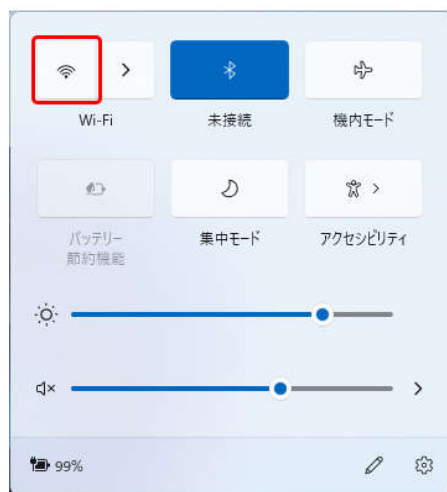 Wi-Fi
未接続
機内モード
バッテリー
節約機能
集中モード
アクセシビリティ
99%